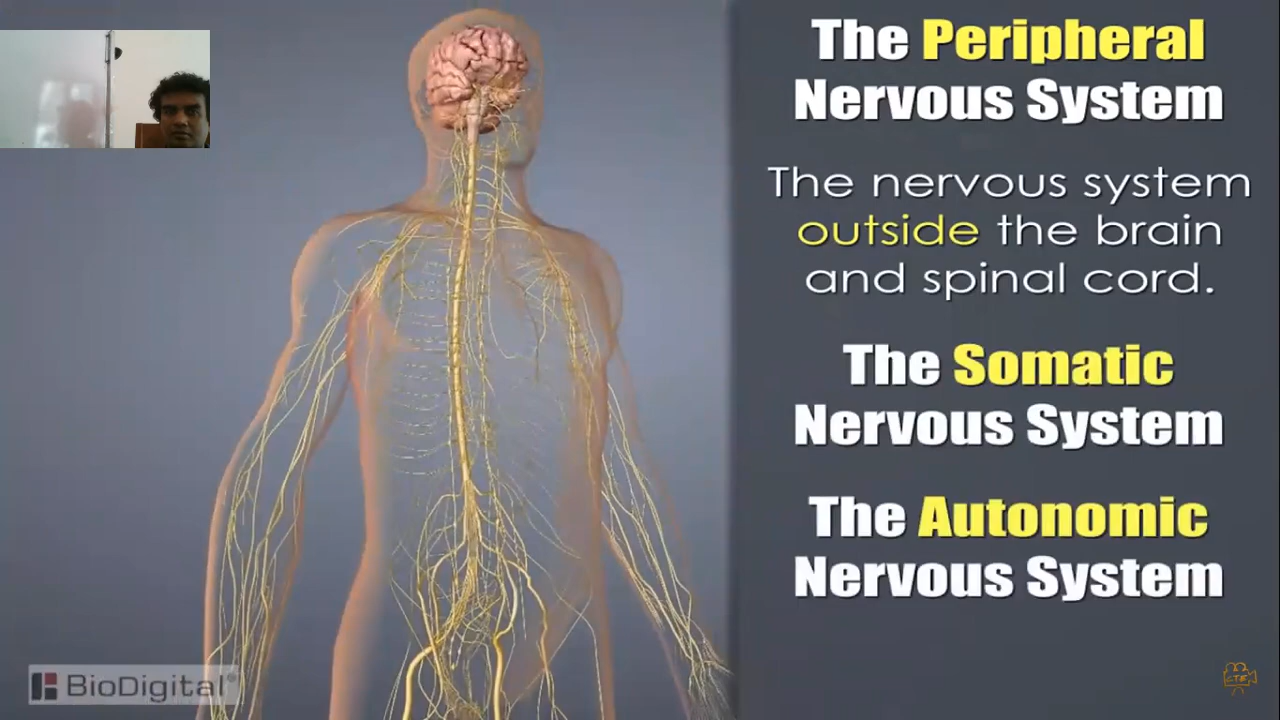 The Peripheral
Nervous System
The nervous system
outside the brain
and spinal cord.
The Somatic
Nervous System
The Autonomic
Nervous System
BioDigital
CTE